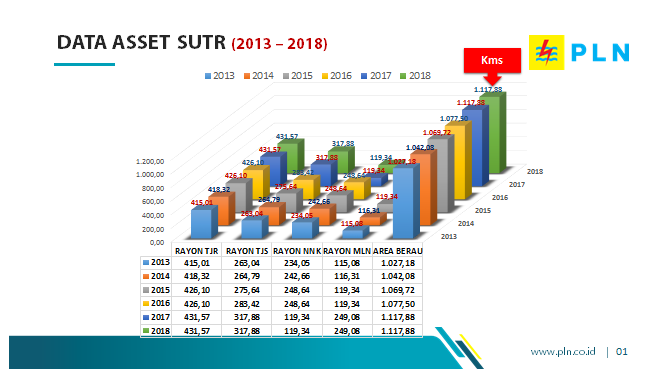 DATA ASSET SUTR (2013 – 2018)
Kms
PLN
2013 2014 2015 2016 2017 2018
1.117,88
1.117,88
1.077,50
1.069,72
1.042,08
1.027,18
431,57 317,88 119,34
431,57 317,88 119,34
426,10 283,42 248,64
426,10 275,64 248,64 119,34
418,32 264,79 242,66 116,31
415,01 263,04 234,05 115,08
1.200,00
1.000,00
800,00
600,00
400,00
200,00
0,00
2018
2017
2016
2015
2014
2013
RAYON TJR RAYON TJS RAYON NNK RAYON MLN AREA BERAU
2013 415,01 263,04 234,05 115,08 1.027,18
2014 418,32 264,79 242,66 116,31 1.042,08
2015 426,10 275,64 248,64 119,34 1.069,72
2016 426,10 283,42 248,64 119,34 1.077,50
2017 431,57 317,88 119,34 249,08 1.117,88
2018 431,57 317,88 119,34 249,08 1.117,88
www.pln.co.id | 01